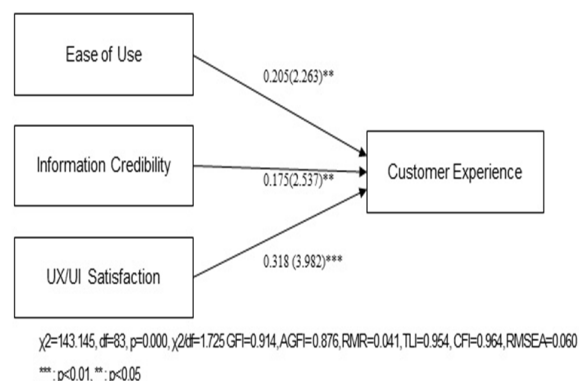 Ease of Use
0.205(2.263)**
Information Credibility
0.175(2.537)**
Customer Experience
UX/UI Satisfaction
0.318 (3.982)***
χ2=143.145, df=83, p=0.000, χ2/df=1.725 GFI=0.914, AGFI=0.876, RMR=0.041, TLI=0.954, CFI=0.964, RMSEA=0.060
*** : p<0.01, ** : p<0.05